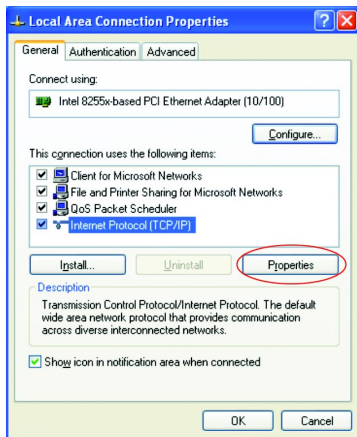 Local Area Connection Properties
General Authentication Advanced
Connect using:
Intel 8255x-based PCI Ethernet Adapter (10/100)
Configure...
This connection uses the following items:
Client for Microsoft Networks
File and Printer Sharing for Microsoft Networks
QoS Packet Scheduler
Internet Protocol (TCP/IP)
Install... Uninstall Properties
Description
Transmission Control Protocol/Internet Protocol. The default
wide area network protocol that provides communication
across diverse interconnected networks.
Show icon in notification area when connected
OK Cancel